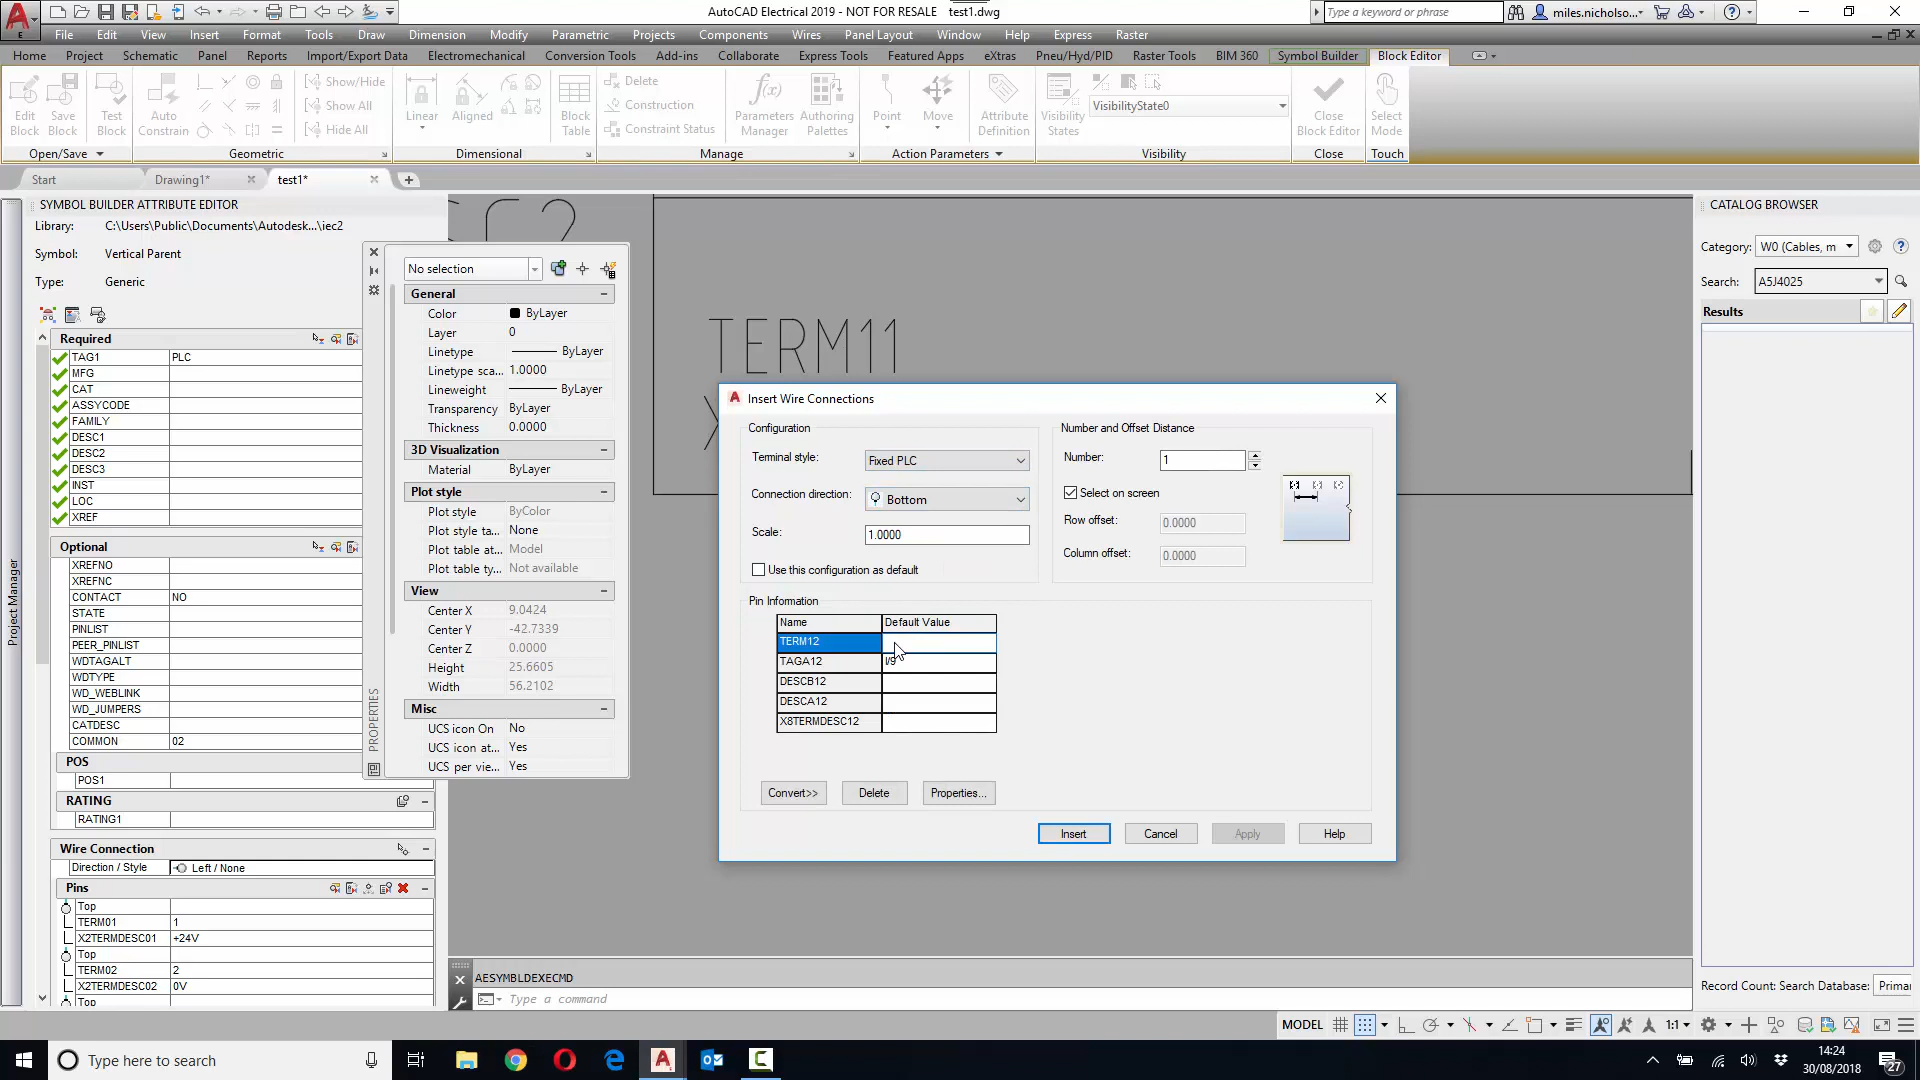 AutoCAD Electrical 2019 - NOT FOR RESALE test1.dwg
Type a keyword or phrase
miles.nicholso...
File Edit View Insert Format Tools Draw Dimension Modify Parametric Projects Components Wires Panel Layout Window Help Express Raster
Home Project Schematic Panel Reports Import/Export Data Electromechanical Conversion Tools Add-ins Collaborate Express Tools Featured Apps eXtras Pneu/Hyd/PID Raster Tools BIM 360 Symbol Builder Block Editor
Edit Block
Save Block
Test Block
Auto Constrain
Show/Hide
Show All
Hide All
Linear
Aligned
Block Table
Delete
Construction
Constraint Status
Parameters Manager
Authoring Palettes
Point
Move
Attribute Definition
Visibility States
VisibilityState0
Close Block Editor
Select Mode
Open/Save Geometric Dimensional Manage Action Parameters Visibility Close Touch
Start Drawing1* test1*
SYMBOL BUILDER ATTRIBUTE EDITOR
Library: C:\Users\Public\Documents\Autodesk...\iec2
Symbol: Vertical Parent
Type: Generic
Required
TAG1 PLC
MFG
CAT
ASSYCODE
FAMILY
DESC1
DESC2
DESC3
INST
LOC
XREF
Optional
XREFNO
XREFNC
CONTACT NO
STATE
PINLIST
PEER_PINLIST
WDTAGALT
WDTYPE
WD_WEBLINK
WD_JUMPERS
CATDESC
COMMON 02
POS
POS1
RATING
RATING1
Wire Connection
Direction / Style Left / None
Pins
Top
TERM01 1
X2TERMDESC01 +24V
Top
TERM02 2
X2TERMDESC02 0V
Top
Project Manager
PROPERTIES
No selection
General
Color ByLayer
Layer 0
Linetype ByLayer
Linetype sca... 1.0000
Lineweight ByLayer
Transparency ByLayer
Thickness 0.0000
3D Visualization
Material ByLayer
Plot style
Plot style ByColor
Plot style ta... None
Plot table at... Model
Plot table ty... Not available
View
Center X 9.0424
Center Y -42.7339
Center Z 0.0000
Height 25.6605
Width 56.2102
Misc
UCS icon On No
UCS icon at... Yes
UCS per vie... Yes
TERM11
X
Insert Wire Connections
Configuration
Terminal style: Fixed PLC
Connection direction: Bottom
Scale: 1.0000
Use this configuration as default
Number and Offset Distance
Number: 1
Select on screen
Row offset: 0.0000
Column offset: 0.0000
Pin Information
Name Default Value
TERM12
TAGA12 I/9
DESCB12
DESCA12
X8TERMDESC12
Convert>> Delete Properties...
Insert Cancel Apply Help
CATALOG BROWSER
Category: W0 (Cables, m
Search: A5J4025
Results
Record Count: Search Database: Primar
AESYMBLDEXECMD
Type a command
MODEL 1:1
Type here to search
14:24
30/08/2018
27